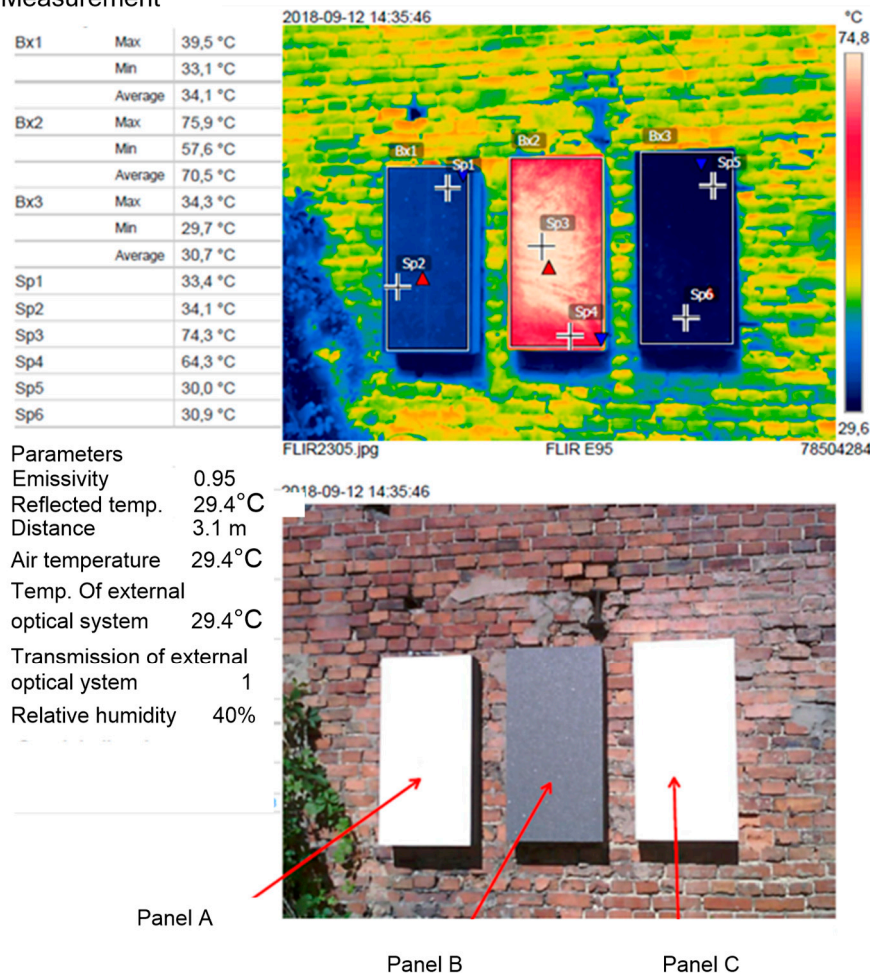 Measurement
Bx1 Max 39,5 °C
Min 33,1 °C
Average 34,1 °C
Bx2 Max 75,9 °C
Min 57,6 °C
Average 70,5 °C
Bx3 Max 34,3 °C
Min 29,7 °C
Average 30,7 °C
Sp1 33,4 °C
Sp2 34,1 °C
Sp3 74,3 °C
Sp4 64,3 °C
Sp5 30,0 °C
Sp6 30,9 °C
Parameters
Emissivity 0.95
Reflected temp. 29.4°C
Distance 3.1 m
Air temperature 29.4°C
Temp. Of external
optical system 29.4°C
Transmission of external
optical ystem 1
Relative humidity 40%
2018-09-12 14:35:46
°C
74,8
Bx1
Bx2
Bx3
Sp1
Sp5
Sp3
Sp2
Sp6
Sp4
29,6
FLIR2305.jpg FLIR E95 78504284
2018-09-12 14:35:46
Panel A
Panel B
Panel C